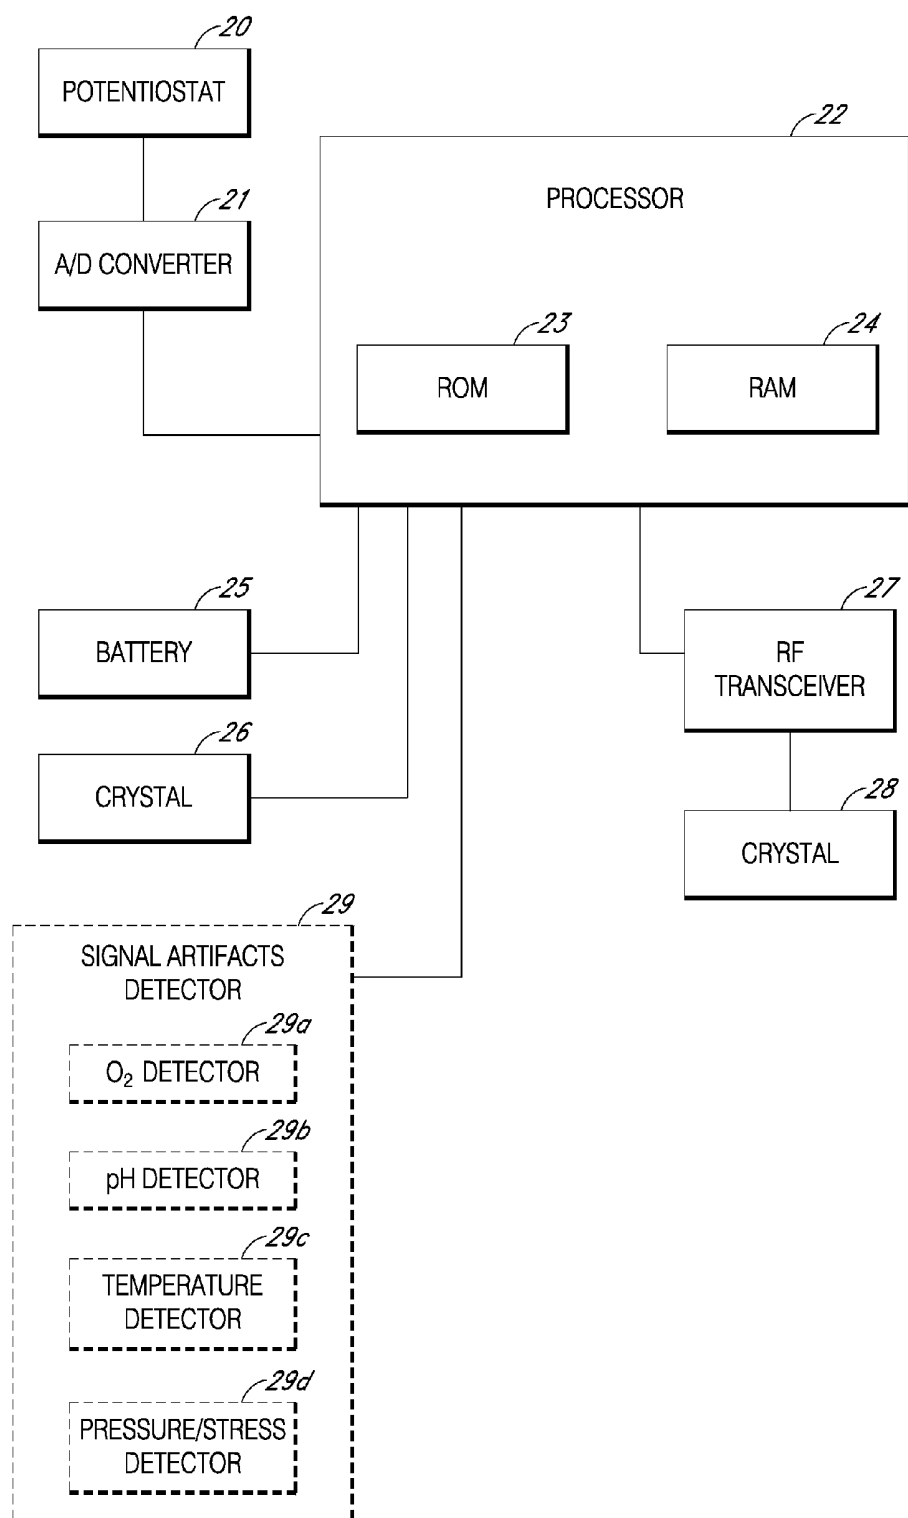 20
POTENTIOSTAT
22
PROCESSOR
21
A/D CONVERTER
23
ROM
24
RAM
25
BATTERY
27
RF
TRANSCEIVER
26
CRYSTAL
28
CRYSTAL
29
SIGNAL ARTIFACTS
DETECTOR
29a
O₂ DETECTOR
29b
pH DETECTOR
29c
TEMPERATURE
DETECTOR
29d
PRESSURE/STRESS
DETECTOR